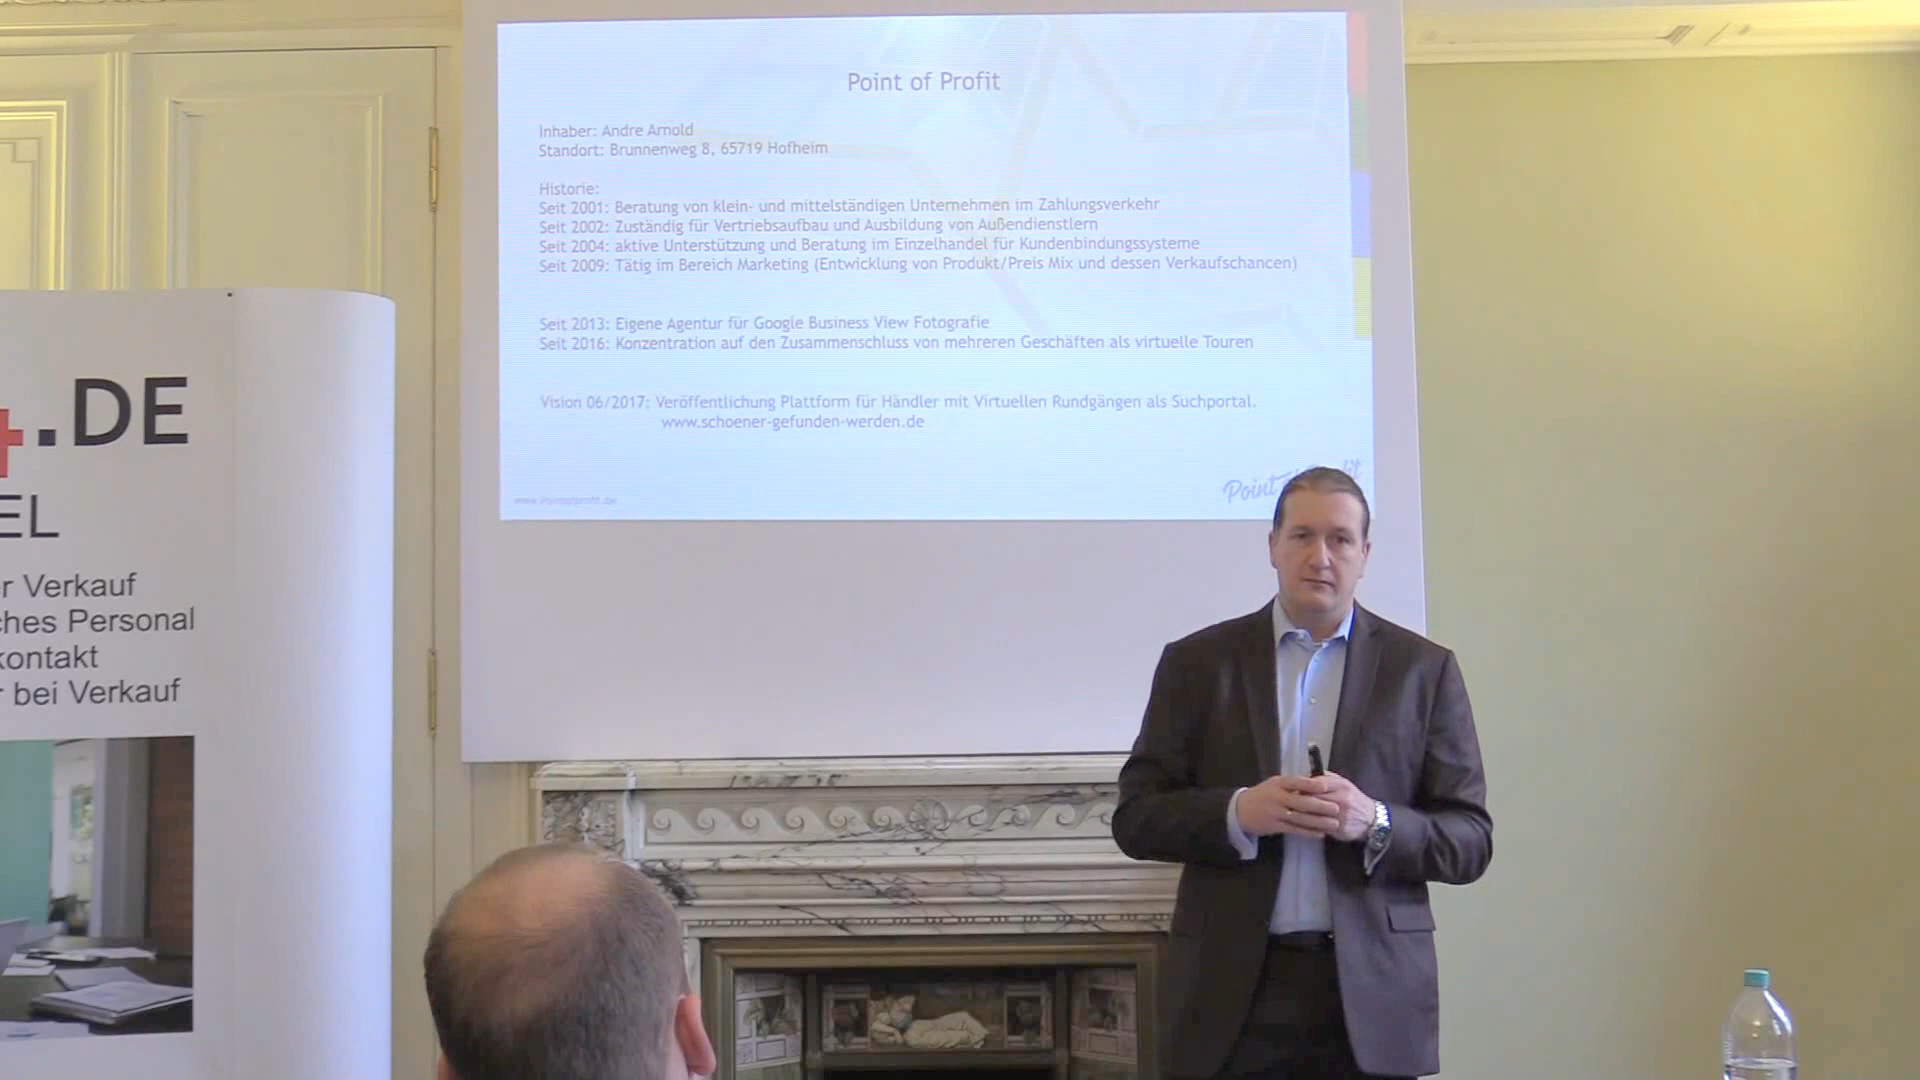 Point of Profit
Inhaber: Andre Arnold
Standort: Brunnenweg 8, 65719 Hofheim
Historie:
Seit 2001: Beratung von klein- und mittelständigen Unternehmen im Zahlungsverkehr
Seit 2002: Zuständig für Vertriebsaufbau und Ausbildung von Außendienstlern
Seit 2004: aktive Unterstützung und Beratung im Einzelhandel für Kundenbindungssysteme
Seit 2009: Tätig im Bereich Marketing (Entwicklung von Produkt/Preis Mix und dessen Verkaufschancen)
Seit 2013: Eigene Agentur für Google Business View Fotografie
Seit 2016: Konzentration auf den Zusammenschluss von mehreren Geschäften als virtuelle Touren
Vision 06/2017: Veröffentlichung Plattform für Händler mit Virtuellen Rundgängen als Suchportal.
www.schoener-gefunden-werden.de
www.pointofprofit.de
Point
4.DE
EL
r Verkauf
ches Personal
kontakt
r bei Verkauf